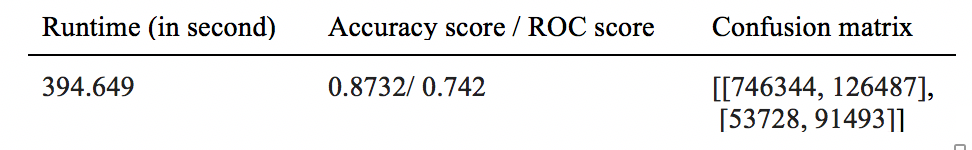 Runtime (in second) Accuracy score / ROC score Confusion matrix
394.649 0.8732/ 0.742 [[746344, 126487],
[53728, 91493]]